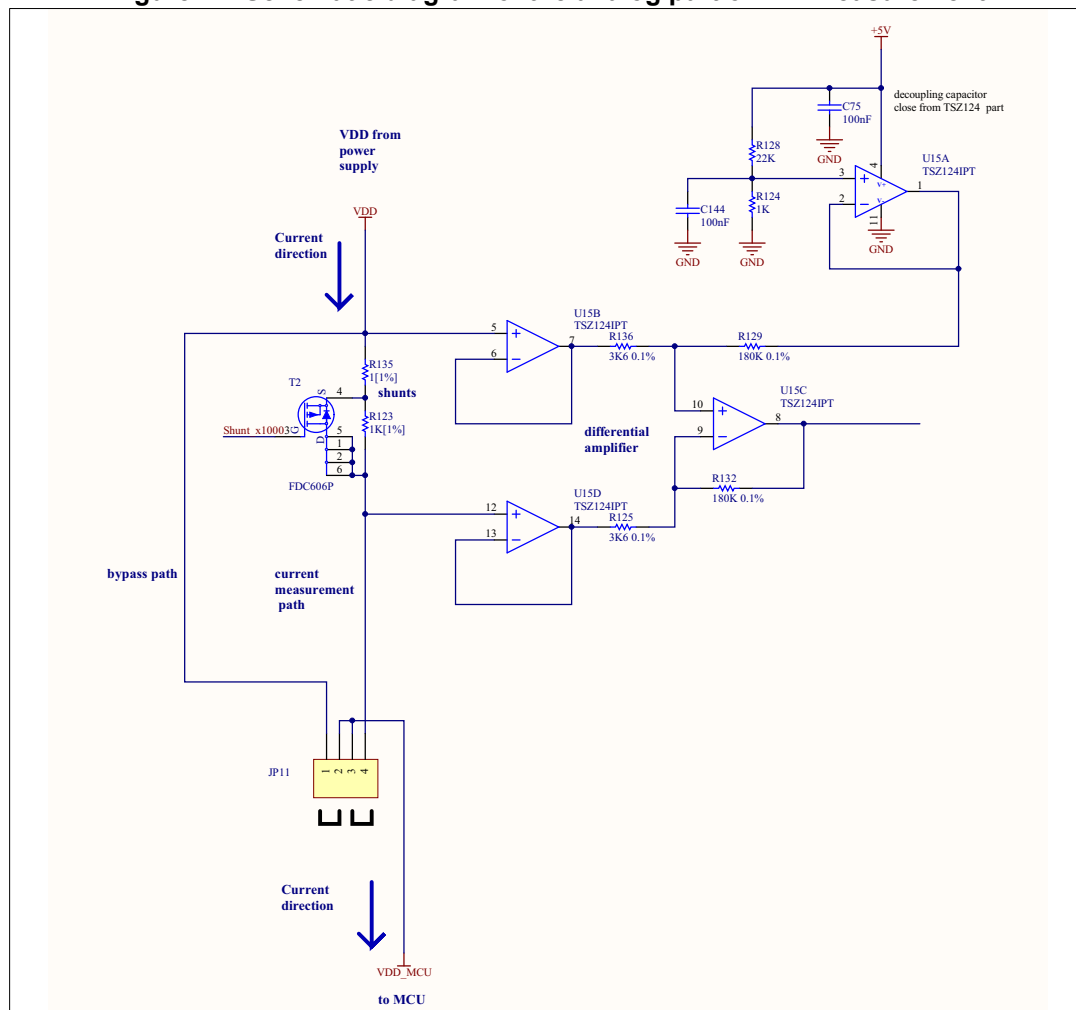 +5V
decoupling capacitor
close from TSZ124 part
C75
100nF
GND
VDD from
power
supply
R128
22K
U15A
TSZ124IPT
4
3
V+
1
2
V-
11
GND
R124
1K
C144
100nF
GND
GND
VDD
Current
direction
U15B
TSZ124IPT
5
7
6
R136
3K6 0.1%
R129
180K 0.1%
R135
1[1%]
shunts
T2
S
4
R123
1K[1%]
Shunt_x1000
3
G
D
5
1
2
6
FDC606P
U15C
TSZ124IPT
10
8
9
differential
amplifier
R132
180K 0.1%
U15D
TSZ124IPT
12
14
13
R125
3K6 0.1%
bypass path
current
measurement
path
JP11
1
2
3
4
Current
direction
VDD_MCU
to MCU